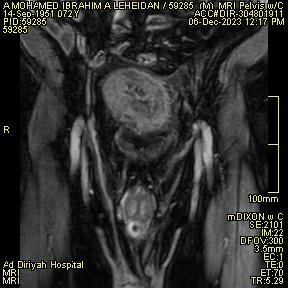 A MOHAMED IBRAHIM A LEHEIDAN / 59285 (M) MRI Pelvis w/C
14-Sep-1951 072Y ACC#DIR-304801911
PID:59285 06-Dec-2023 12:17 PM
59285
R
100mm
mDIXON w C
SE:2101
IM:22
DFOV:300
3.5mm
Ad Diriyah Hospital EC:1
MRI TE:0
MRI ET:70
TR:5.29